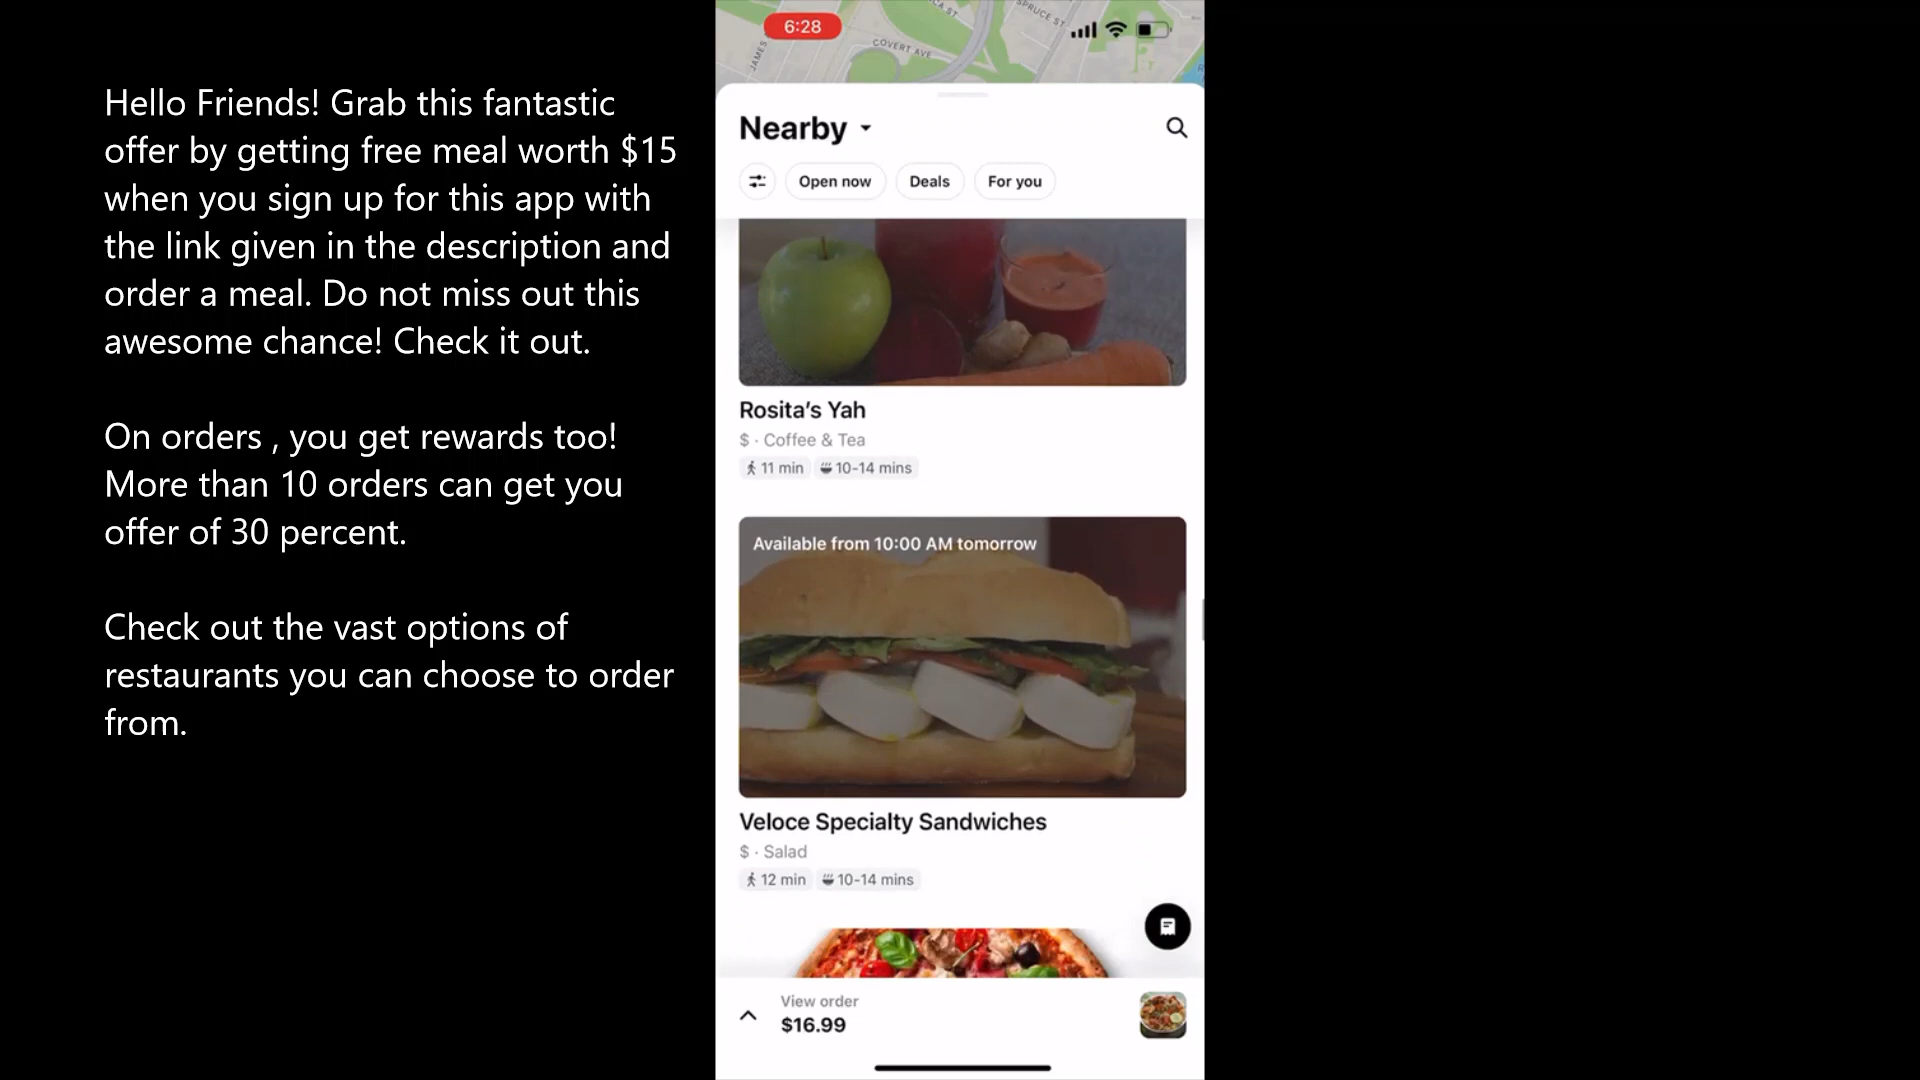 Hello Friends! Grab this fantastic
offer by getting free meal worth $15
when you sign up for this app with
the link given in the description and
order a meal. Do not miss out this
awesome chance! Check it out.
On orders , you get rewards too!
More than 10 orders can get you
offer of 30 percent.
Check out the vast options of
restaurants you can choose to order
from.
6:28
SPRUCE ST
COVERT AVE
JAMES
Nearby
Open now
Deals
For you
Rosita's Yah
$ · Coffee & Tea
11 min
10-14 mins
Available from 10:00 AM tomorrow
Veloce Specialty Sandwiches
$ · Salad
12 min
10-14 mins
View order
$16.99